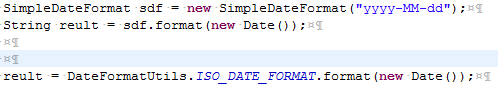 SimpleDateFormat sdf = new SimpleDateFormat("yyyy-MM-dd");¤¶
String reult = sdf.format(new Date());¤¶
¤¶
¤¶
reult = DateFormatUtils.ISO_DATE_FORMAT.format(new Date());¤¶